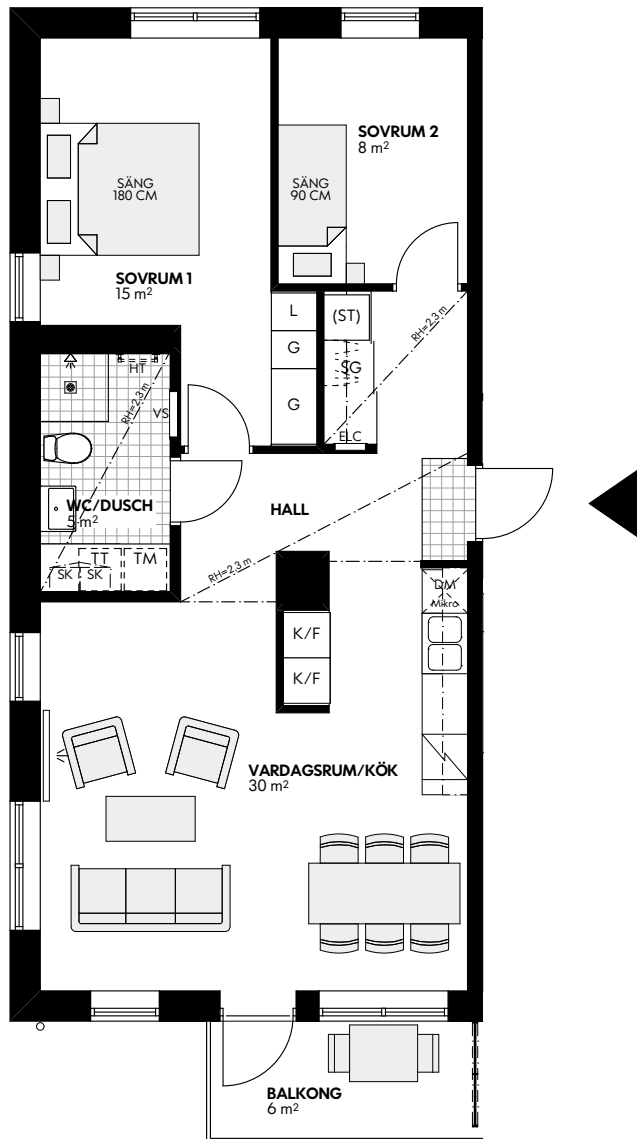 SOVRUM 2
8 m²
SÄNG
180 CM
SÄNG
90 CM
SOVRUM 1
15 m²
L
(ST)
RH=2,3 m
G
SG
HT
RH=2,3 m
G
VS
ELC
WC/DUSCH
5 m²
HALL
TT
TM
SK
SK
RH=2,3 m
DM
Mikro
K/F
K/F
VARDAGSRUM/KÖK
30 m²
BALKONG
6 m²